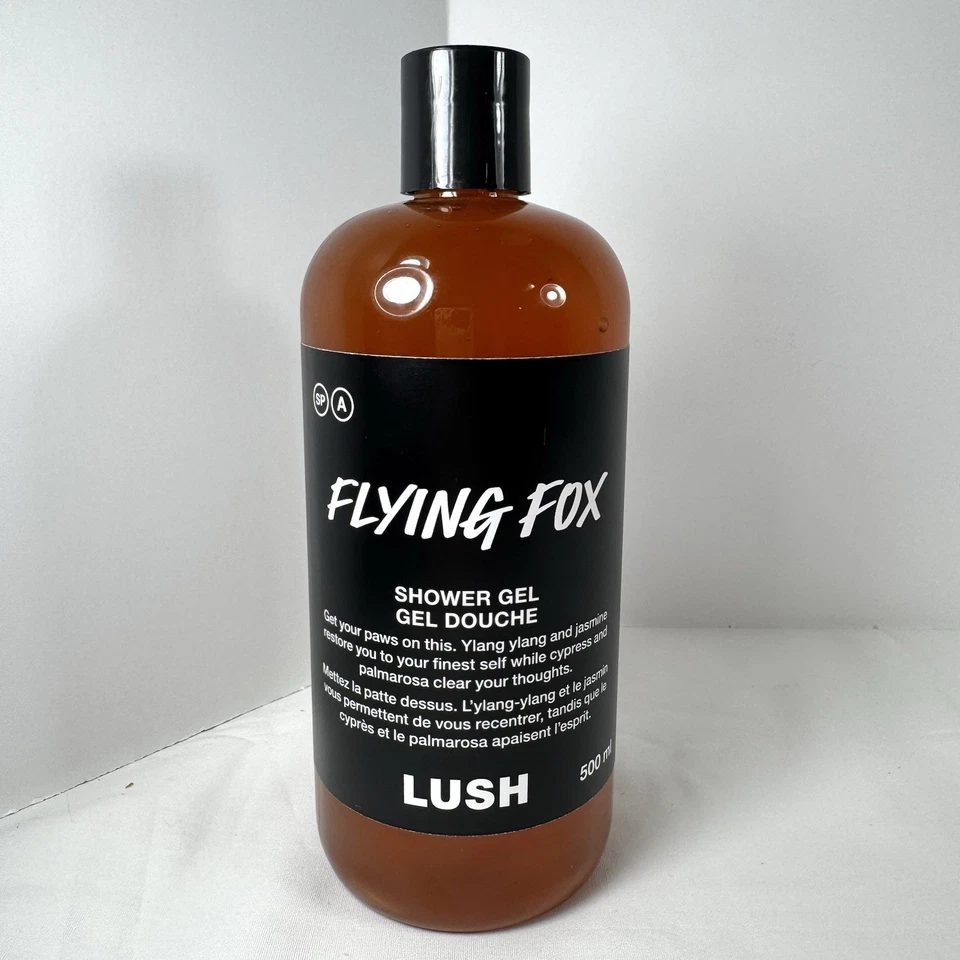 SP A
FLYING FOX
SHOWER GEL
GEL DOUCHE
Get your paws on this. Ylang ylang and jasmine
restore you to your finest self while cypress and
palmarosa clear your thoughts.
Mettez la patte dessus. L'ylang-ylang et le jasmin
vous permettent de vous recentrer, tandis que le
cyprès et le palmarosa apaisent l'esprit.
500 ml
LUSH